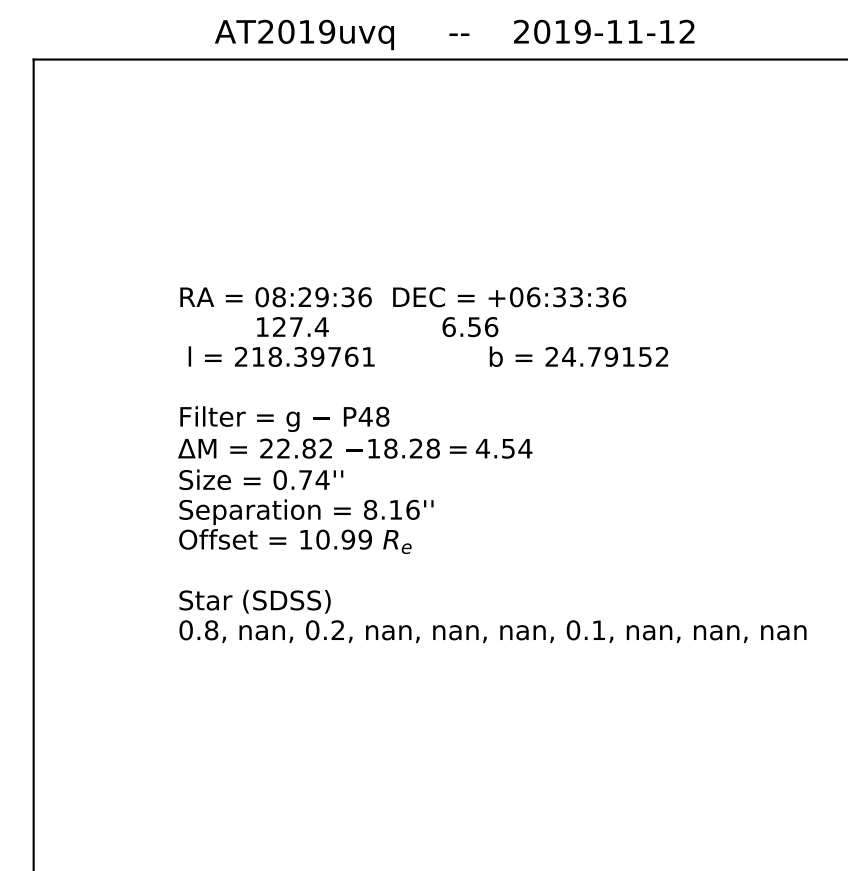 AT2019uvq -- 2019-11-12
RA = 08:29:36 DEC = +06:33:36
127.4 6.56
l = 218.39761 b = 24.79152
Filter = g − P48
ΔM = 22.82 −18.28 = 4.54
Size = 0.74''
Separation = 8.16''
Offset = 10.99 Rₑ
Star (SDSS)
0.8, nan, 0.2, nan, nan, nan, 0.1, nan, nan, nan